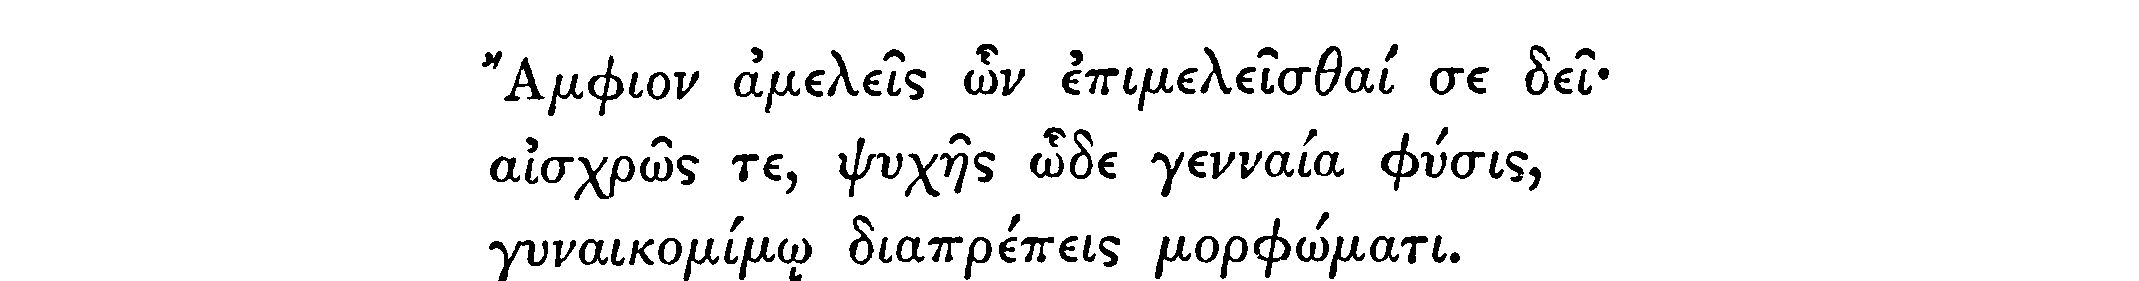 Ἄμφιον ἀμελεῖς ὧν ἐπιμελεῖσθαί σε δεῖ·
αἰσχρῶς τε, ψυχῆς ὧδε γενναία φύσις,
γυναικομίμῳ διαπρέπεις μορφώματι.